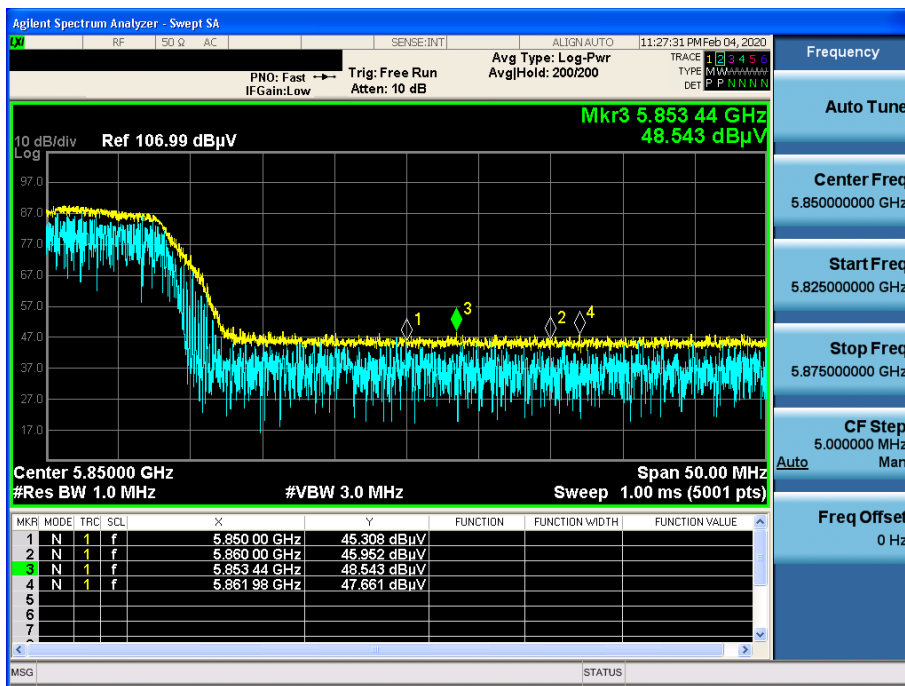 Agilent Spectrum Analyzer - Swept SA
LXI RF 50 Ω AC SENSE:INT ALIGN AUTO 11:27:31 PM Feb 04, 2020
Frequency
Avg Type: Log-Pwr TRACE 1 2 3 4 5 6
PNO: Fast Trig: Free Run Avg|Hold: 200/200 TYPE M W
IFGain:Low Atten: 10 dB DET P P N N N N
Auto Tune
Mkr3 5.853 44 GHz
48.543 dBµV
10 dB/div Ref 106.99 dBµV
Log
97.0
87.0
77.0
67.0
57.0
47.0
37.0
27.0
17.0
1
3
2
4
Center Freq
5.850000000 GHz
Start Freq
5.825000000 GHz
Stop Freq
5.875000000 GHz
CF Step
5.000000 MHz
Auto Man
Freq Offset
0 Hz
Center 5.85000 GHz Span 50.00 MHz
#Res BW 1.0 MHz #VBW 3.0 MHz Sweep 1.00 ms (5001 pts)
MKR MODE TRC SCL X Y FUNCTION FUNCTION WIDTH FUNCTION VALUE
1 N 1 f 5.850 00 GHz 45.308 dBµV
2 N 1 f 5.860 00 GHz 45.952 dBµV
3 N 1 f 5.853 44 GHz 48.543 dBµV
4 N 1 f 5.861 98 GHz 47.661 dBµV
5
6
7
MSG STATUS